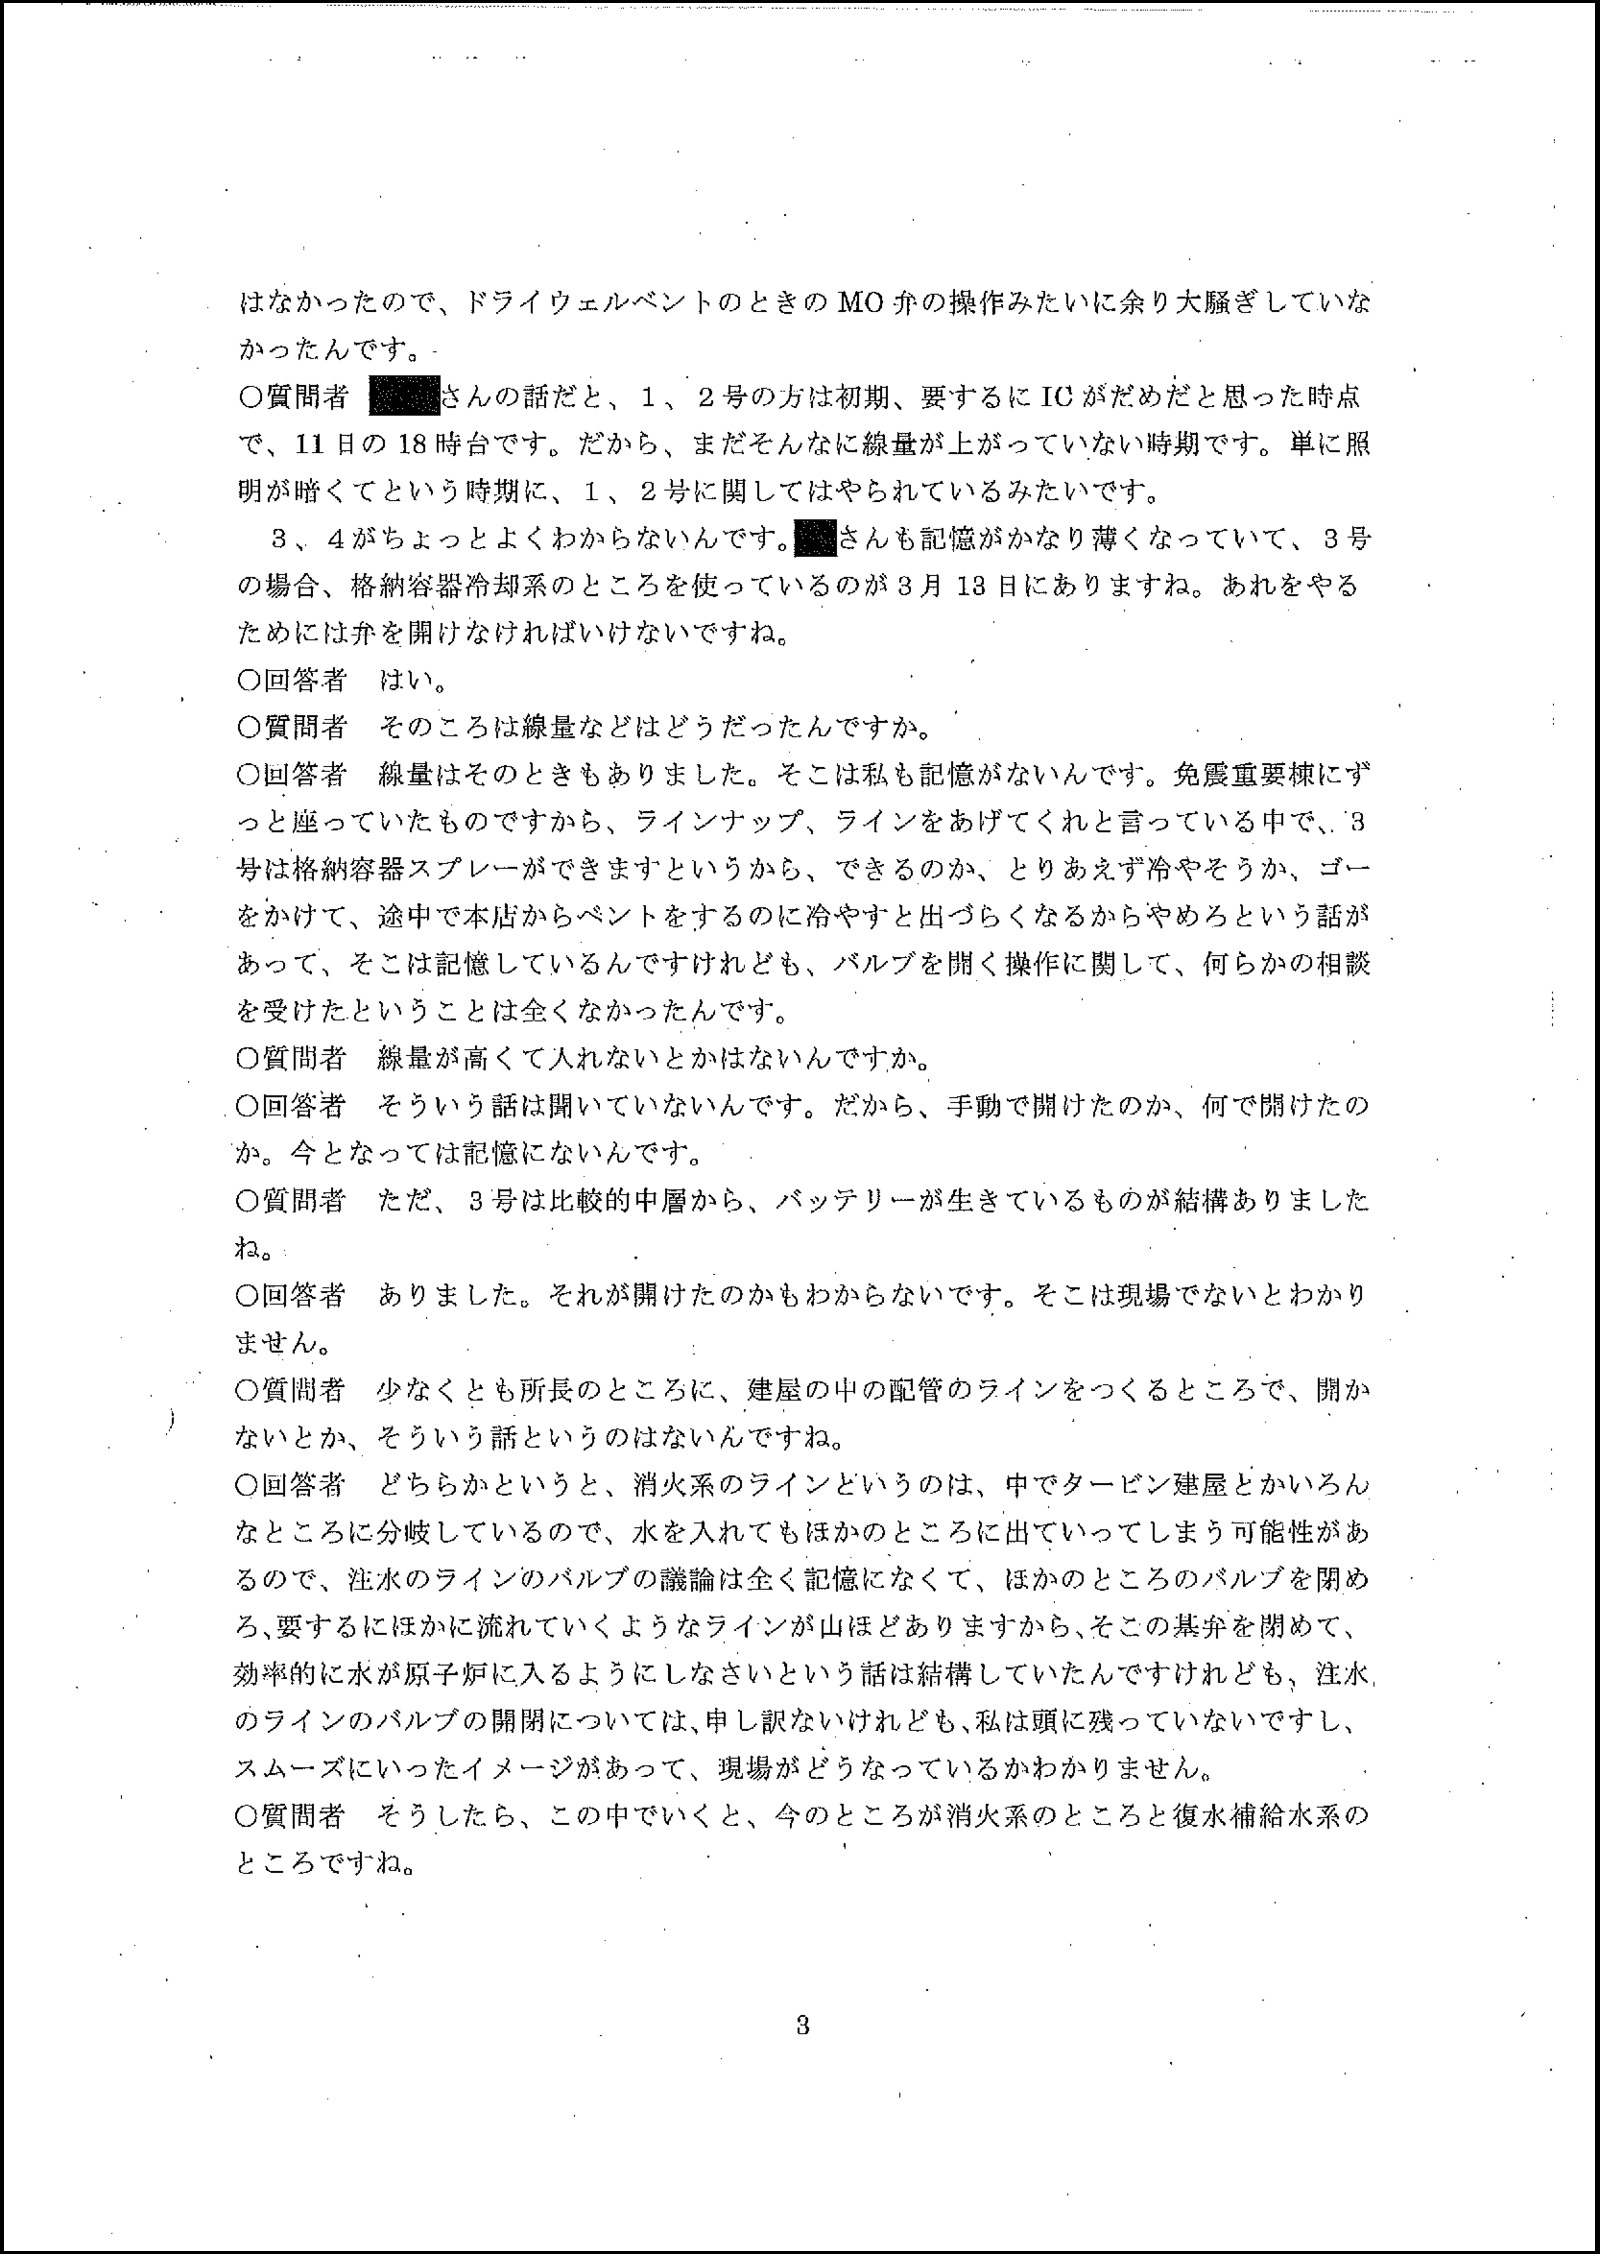 はなかったので、ドライウェルベントのときの MO 弁の操作みたいに余り大騒ぎしていな
かったんです。
○質問者　さんの話だと、１、２号の方は初期、要するに IC がだめだと思った時点
で、11 日の 18 時台です。だから、まだそんなに線量が上がっていない時期です。単に照
明が暗くてという時期に、１、２号に関してはやられているみたいです。
　３、４がちょっとよくわからないんです。さんも記憶がかなり薄くなっていて、３号
の場合、格納容器冷却系のところを使っているのが３月 13 日にありますね。あれをやる
ためには弁を開けなければいけないですね。
○回答者　はい。
○質問者　そのころは線量などはどうだったんですか。
○回答者　線量はそのときもありました。そこは私も記憶がないんです。免震重要棟にず
っと座っていたものですから、ラインナップ、ラインをあげてくれと言っている中で、３
号は格納容器スプレーができますというから、できるのか、とりあえず冷やそうか、ゴー
をかけて、途中で本店からベントをするのに冷やすと出づらくなるからやめろという話が
あって、そこは記憶しているんですけれども、バルブを開く操作に関して、何らかの相談
を受けたということは全くなかったんです。
○質問者　線量が高くて入れないとかはないんですか。
○回答者　そういう話は聞いていないんです。だから、手動で開けたのか、何で開けたの
か。今となっては記憶にないんです。
○質問者　ただ、３号は比較的中層から、バッテリーが生きているものが結構ありました
ね。
○回答者　ありました。それが開けたのかもわからないです。そこは現場でないとわかり
ません。
○質問者　少なくとも所長のところに、建屋の中の配管のラインをつくるところで、開か
ないとか、そういう話というのはないんですね。
○回答者　どちらかというと、消火系のラインというのは、中でタービン建屋とかいろん
なところに分岐しているので、水を入れてもほかのところに出ていってしまう可能性があ
るので、注水のラインのバルブの議論は全く記憶になくて、ほかのところのバルブを閉め
ろ、要するにほかに流れていくようなラインが山ほどありますから、そこの基弁を閉めて、
効率的に水が原子炉に入るようにしなさいという話は結構していたんですけれども、注水
のラインのバルブの開閉については、申し訳ないけれども、私は頭に残っていないですし、
スムーズにいったイメージがあって、現場がどうなっているかわかりません。
○質問者　そうしたら、この中でいくと、今のところが消火系のところと復水補給水系の
ところですね。
3